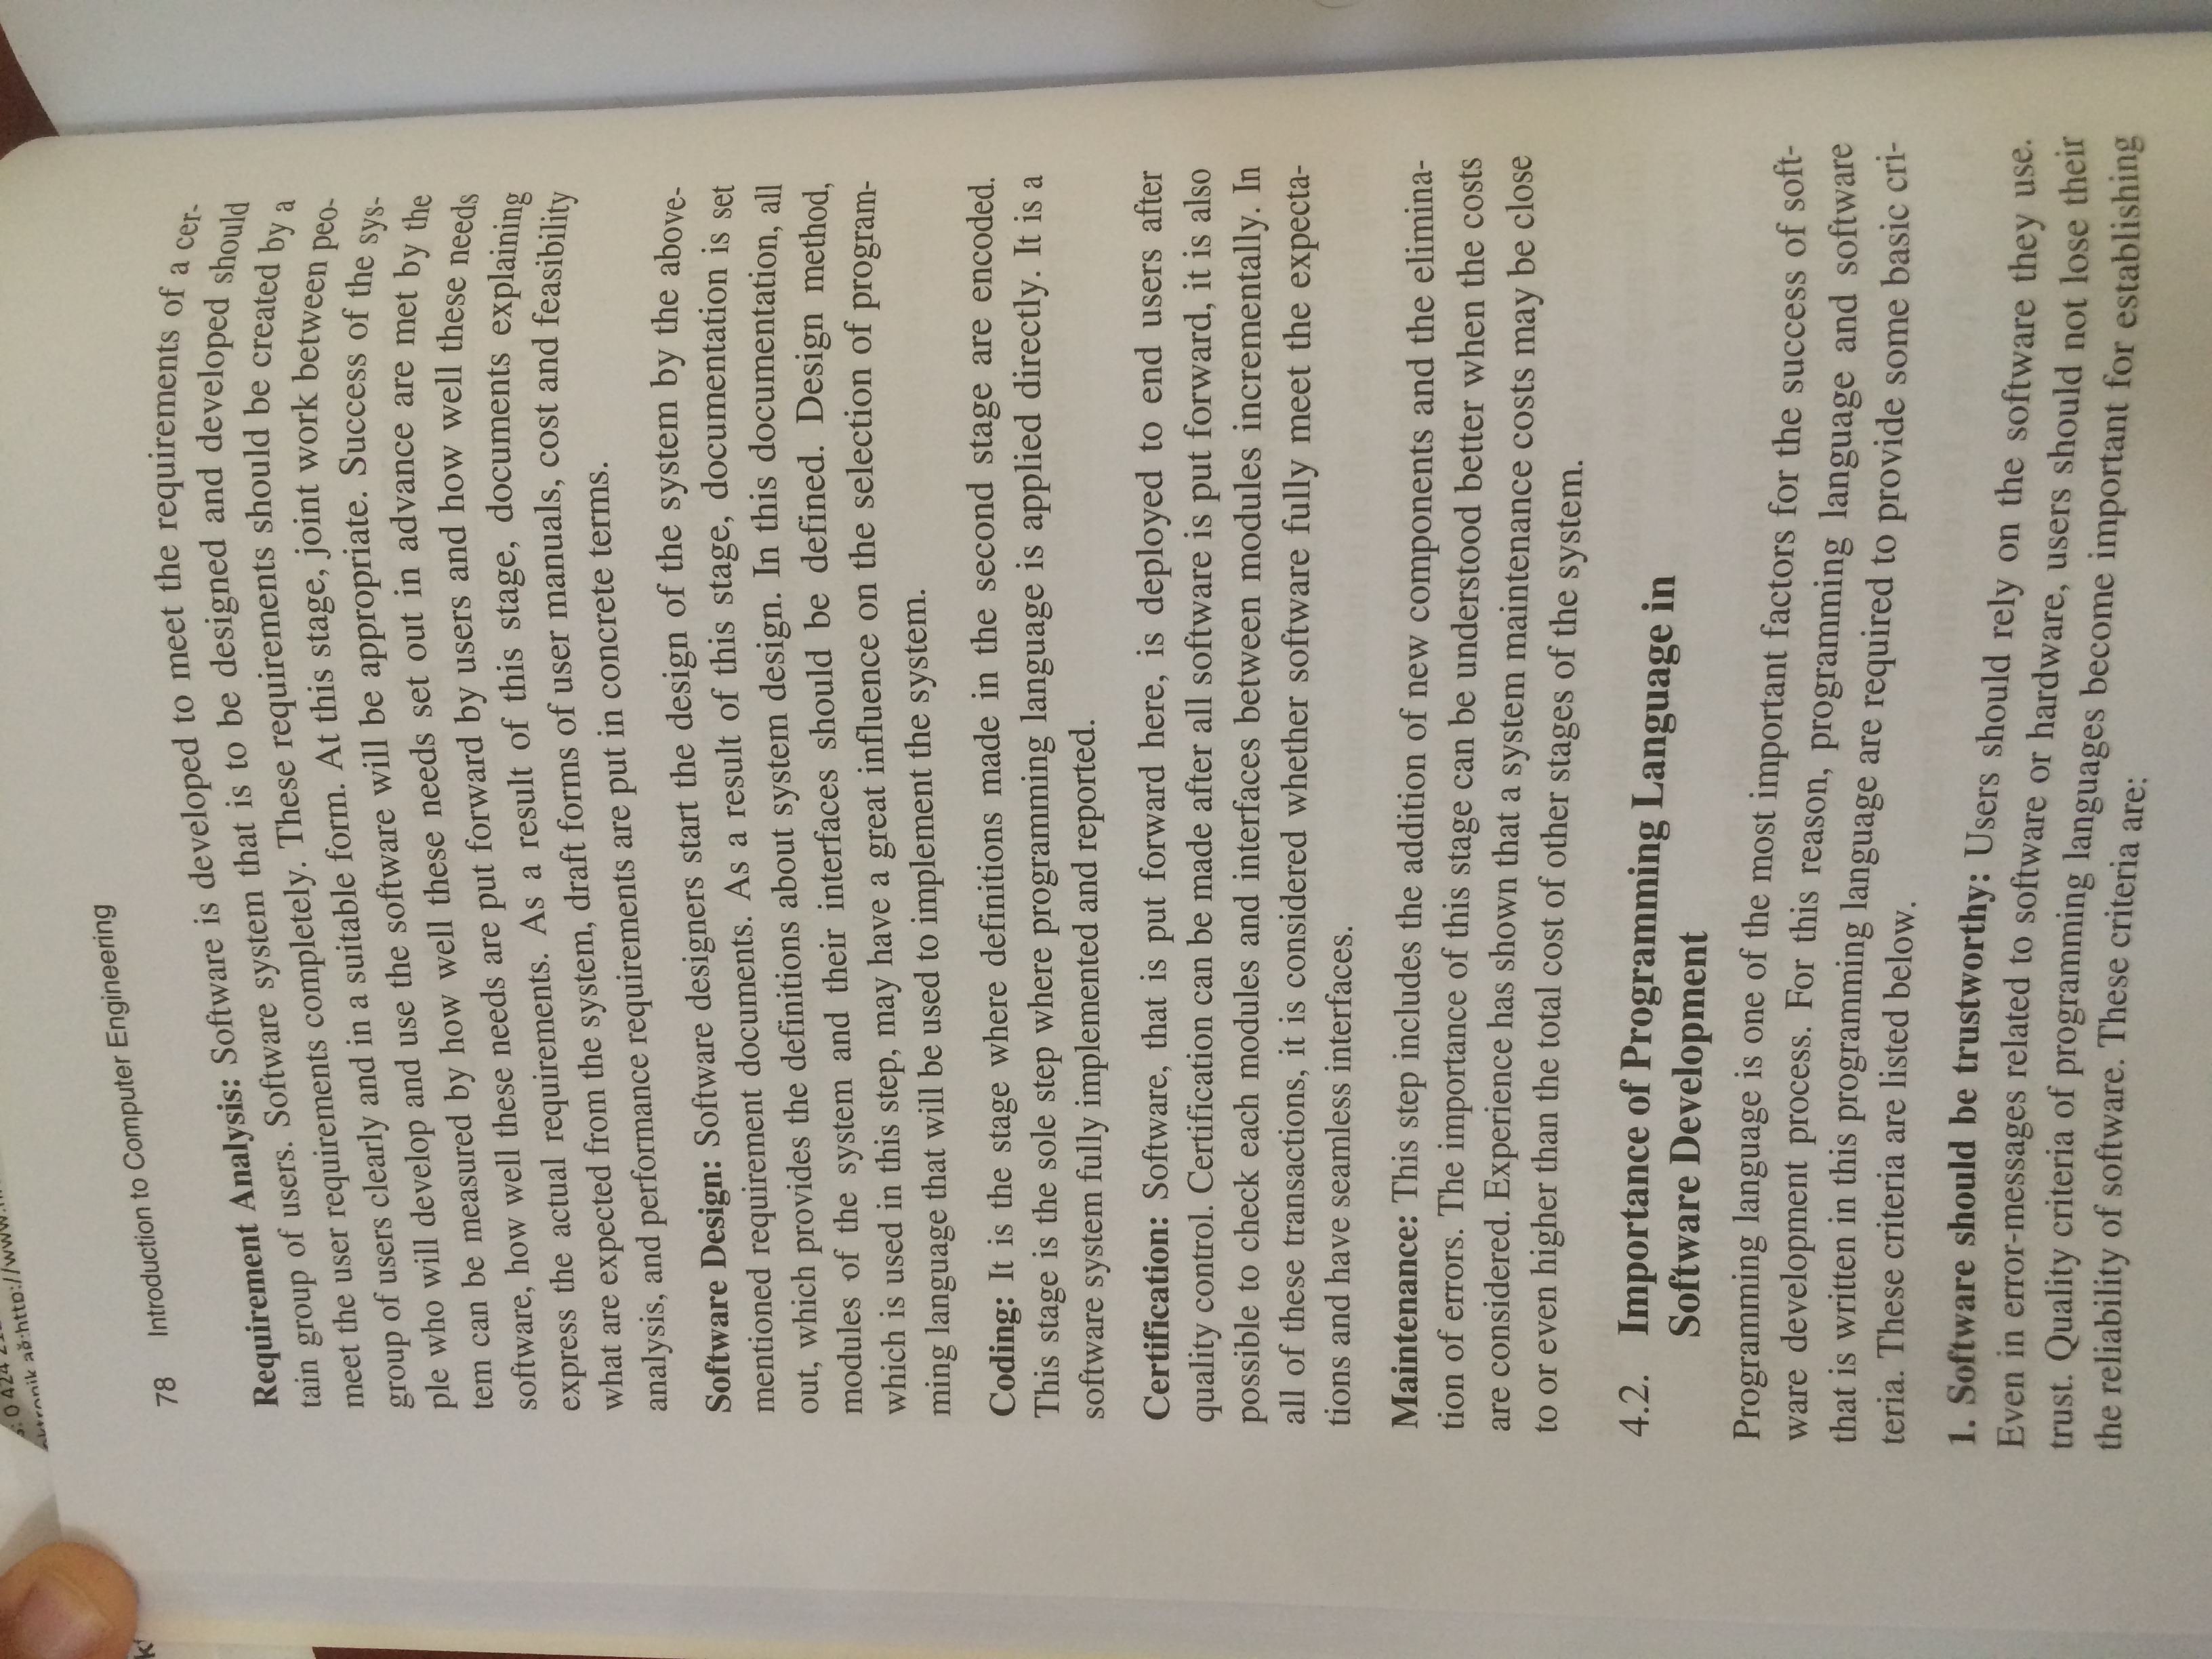 : 0 424
ektronik ağ:http://www.
78 Introduction to Computer Engineering
Requirement Analysis: Software is developed to meet the requirements of a cer-
tain group of users. Software system that is to be designed and developed should
meet the user requirements completely. These requirements should be created by a
group of users clearly and in a suitable form. At this stage, joint work between peo-
ple who will develop and use the software will be appropriate. Success of the sys-
tem can be measured by how well these needs set out in advance are met by the
software, how well these needs are put forward by users and how well these needs
express the actual requirements. As a result of this stage, documents explaining
what are expected from the system, draft forms of user manuals, cost and feasibility
analysis, and performance requirements are put in concrete terms.
Software Design: Software designers start the design of the system by the above-
mentioned requirement documents. As a result of this stage, documentation is set
out, which provides the definitions about system design. In this documentation, all
modules of the system and their interfaces should be defined. Design method,
which is used in this step, may have a great influence on the selection of program-
ming language that will be used to implement the system.
Coding: It is the stage where definitions made in the second stage are encoded.
This stage is the sole step where programming language is applied directly. It is a
software system fully implemented and reported.
Certification: Software, that is put forward here, is deployed to end users after
quality control. Certification can be made after all software is put forward, it is also
possible to check each modules and interfaces between modules incrementally. In
all of these transactions, it is considered whether software fully meet the expecta-
tions and have seamless interfaces.
Maintenance: This step includes the addition of new components and the elimina-
tion of errors. The importance of this stage can be understood better when the costs
are considered. Experience has shown that a system maintenance costs may be close
to or even higher than the total cost of other stages of the system.
4.2. Importance of Programming Language in
Software Development
Programming language is one of the most important factors for the success of soft-
ware development process. For this reason, programming language and software
that is written in this programming language are required to provide some basic cri-
teria. These criteria are listed below.
1. Software should be trustworthy: Users should rely on the software they use.
Even in error-messages related to software or hardware, users should not lose their
trust. Quality criteria of programming languages become important for establishing
the reliability of software. These criteria are: